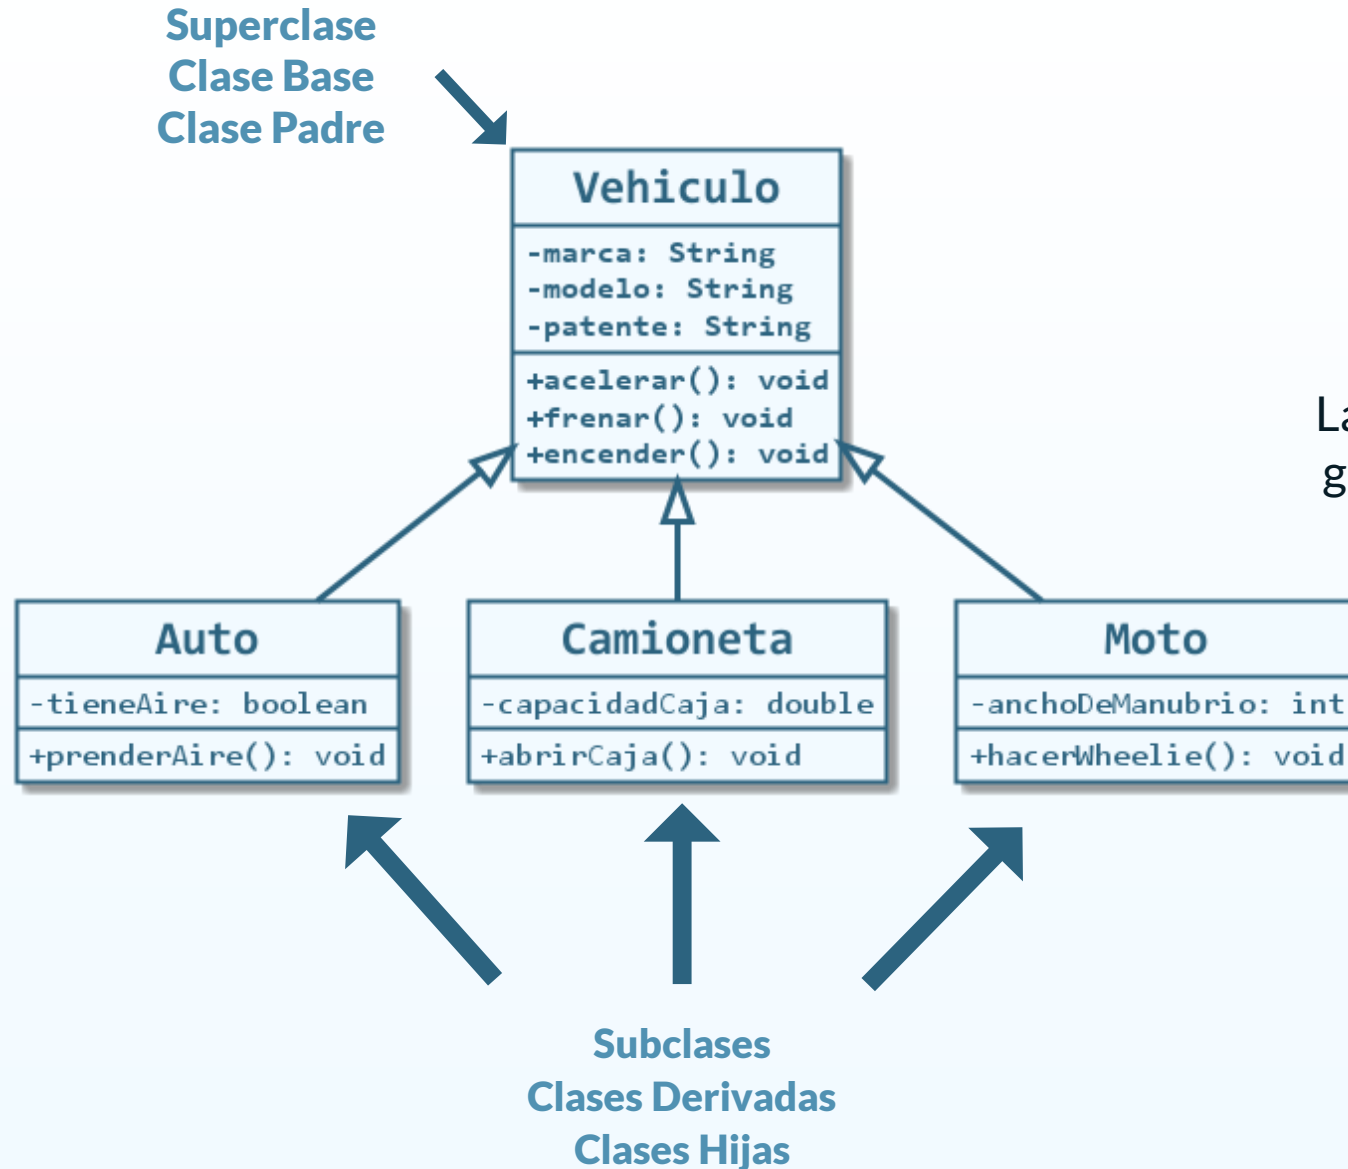 Superclase
Clase Base
Clase Padre
Vehiculo
-marca: String
-modelo: String
-patente: String
+acelerar(): void
+frenar(): void
+encender(): void
Auto
-tieneAire: boolean
+prenderAire(): void
Camioneta
-capacidadCaja: double
+abrirCaja(): void
Moto
-anchoDeManubrio: int
+hacerWheelie(): void
Subclases
Clases Derivadas
Clases Hijas